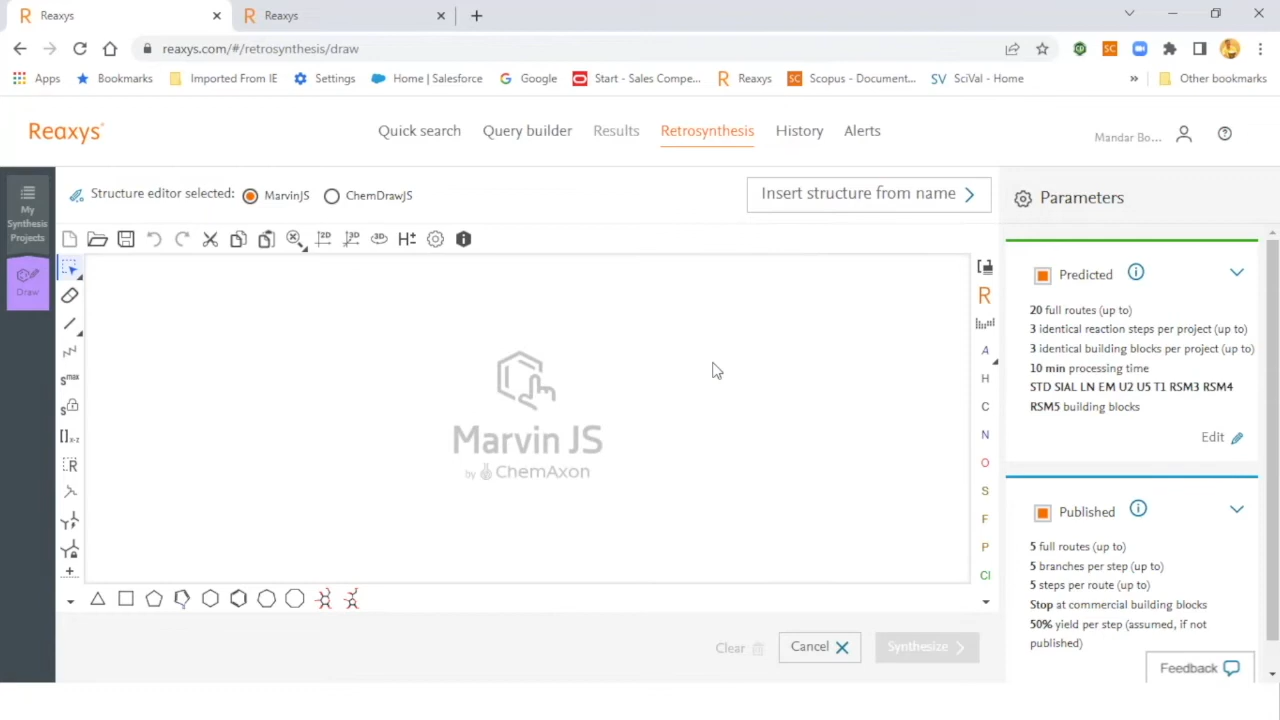 Reaxys
Reaxys
reaxys.com/#/retrosynthesis/draw
Apps
Bookmarks
Imported From IE
Settings
Home | Salesforce
Google
Start - Sales Compe...
Reaxys
Scopus - Document...
SciVal - Home
»
Other bookmarks
Reaxys®
Quick search
Query builder
Results
Retrosynthesis
History
Alerts
Mandar Bo...
My
Synthesis
Projects
Draw
Structure editor selected:
MarvinJS
ChemDrawJS
Insert structure from name
2D
3D
3D
H±
Smax
S
[]x-z
R
Marvin JS
by ChemAxon
R
A
H
C
N
O
S
F
P
Cl
Clear
Cancel
Synthesize
Parameters
Predicted
20 full routes (up to)
3 identical reaction steps per project (up to)
3 identical building blocks per project (up to)
10 min processing time
STD SIAL LN EM U2 U5 T1 RSM3 RSM4
RSM5 building blocks
Edit
Published
5 full routes (up to)
5 branches per step (up to)
5 steps per route (up to)
Stop at commercial building blocks
50% yield per step (assumed, if not
published)
Feedback